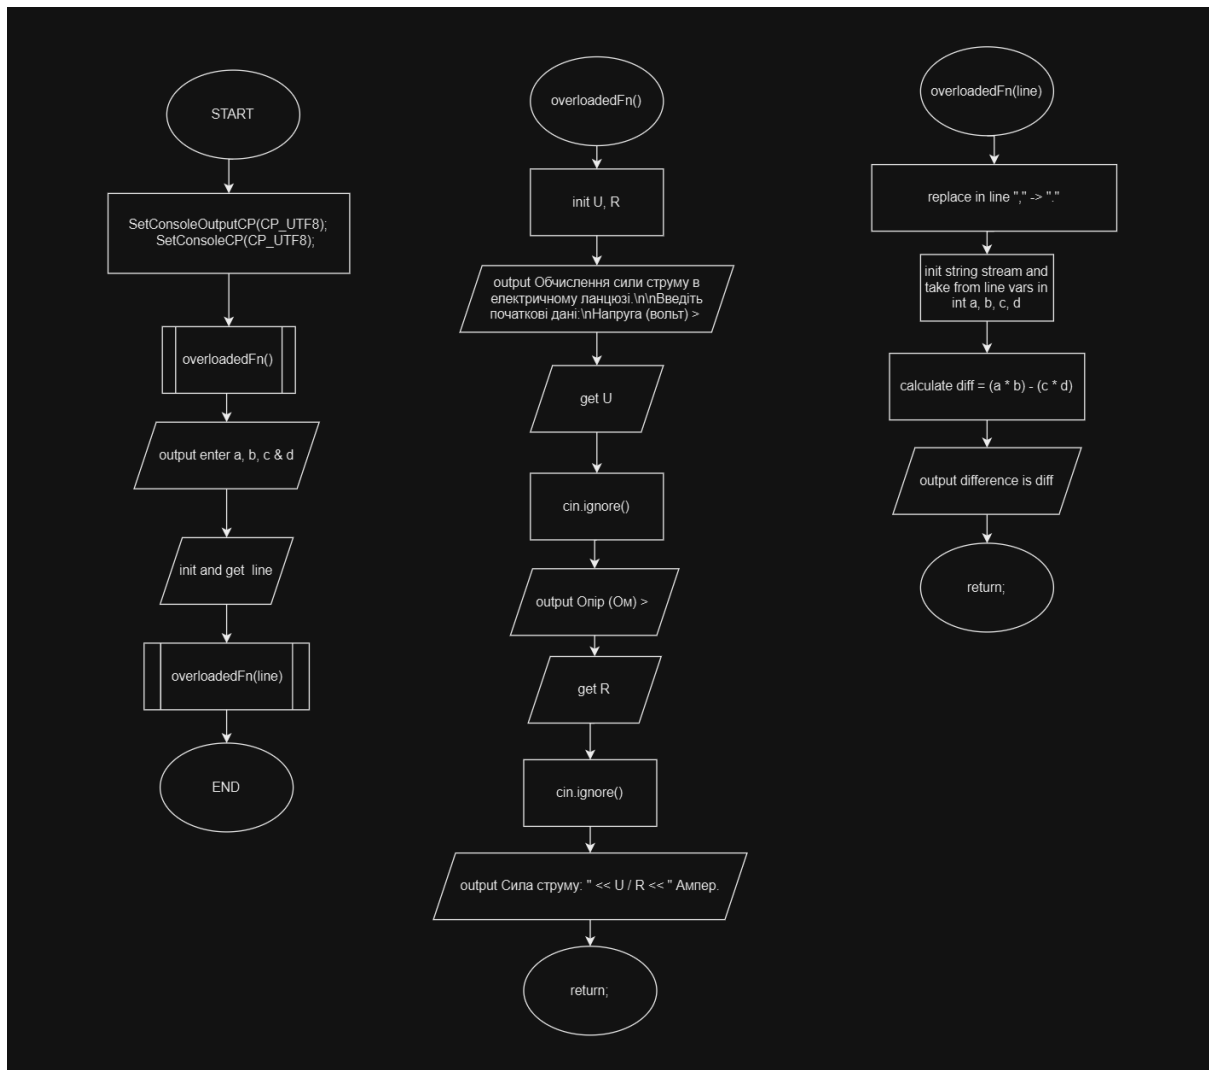 START
SetConsoleOutputCP(CP_UTF8);
SetConsoleCP(CP_UTF8);
overloadedFn()
output enter a, b, c & d
init and get line
overloadedFn(line)
END
overloadedFn()
init U, R
output Обчислення сили струму в
електричному ланцюзі.\n\nВведіть
початкові дані:\nНапруга (вольт) >
get U
cin.ignore()
output Опір (Ом) >
get R
cin.ignore()
output Сила струму: " << U / R << " Ампер.
return;
overloadedFn(line)
replace in line "," -> "."
init string stream and
take from line vars in
int a, b, c, d
calculate diff = (a * b) - (c * d)
output difference is diff
return;